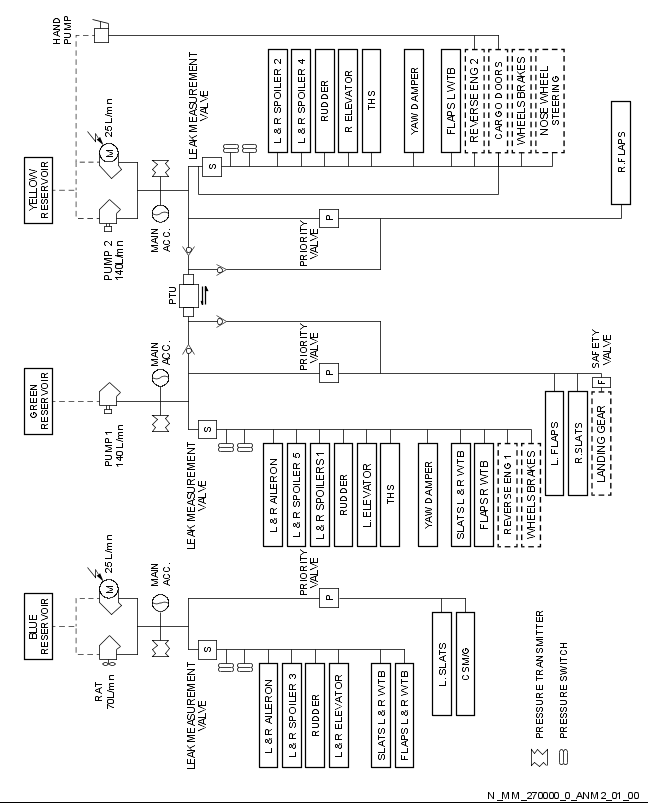 HAND
PUMP
YELLOW
RESERVOIR
25 L/mn
M
PUMP 2
140L/mn
MAIN
ACC.
LEAK MEASUREMENT
VALVE
S
L & R SPOILER 2
L & R SPOILER 4
RUDDER
R ELEVATOR
THS
YAW DAMPER
FLAPS L WTB
REVERSE ENG 2
CARGO DOORS
WHEELS BRAKES
NOSE WHEEL
STEERING
PRIORITY
VALVE
P
R.FLAPS
PTU
GREEN
RESERVOIR
PUMP 1
140L/mn
MAIN
ACC.
PRIORITY
VALVE
P
SAFETY
VALVE
F
LEAK MEASUREMENT
VALVE
S
L & R AILERON
L & R SPOILER 5
L & R SPOILERS 1
RUDDER
L. ELEVATOR
THS
YAW DAMPER
SLATS L & R WTB
FLAPS R WTB
REVERSE ENG 1
WHEELS BRAKES
L. FLAPS
R.SLATS
LANDING GEAR
BLUE
RESERVOIR
25 L/mn
M
RAT
70L/mn
MAIN
ACC.
PRIORITY
VALVE
P
LEAK MEASUREMENT
VALVE
S
L & R AILERON
L & R SPOILER 3
RUDDER
L & R ELEVATOR
SLATS L & R WTB
FLAPS L & R WTB
L. SLATS
CSM/G
PRESSURE TRANSMITTER
PRESSURE SWITCH
N_MM_270000_0_ANM2_01_00